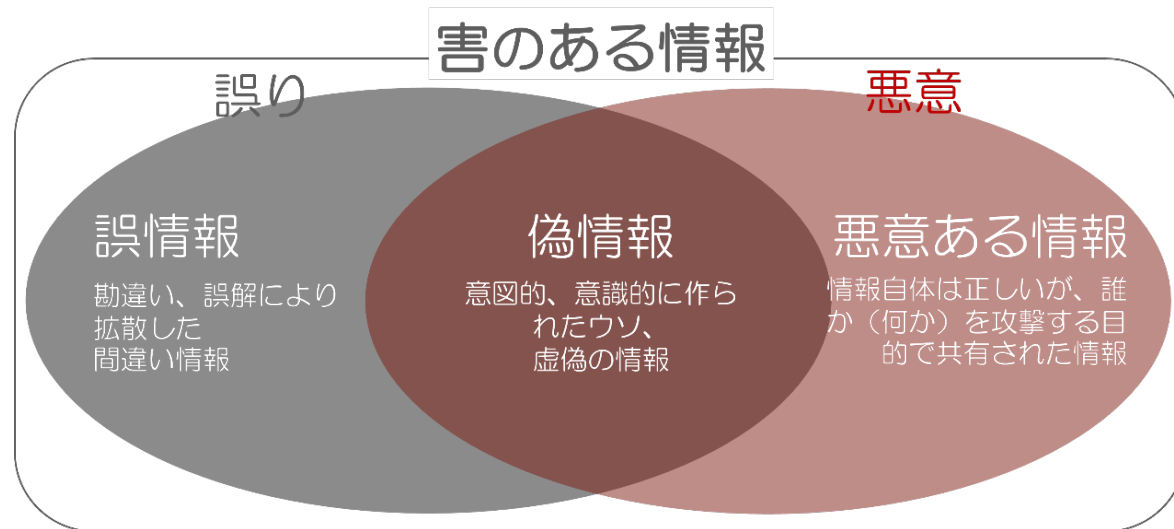 害のある情報
誤り
悪意
誤情報
勘違い、誤解により
拡散した
間違い情報
偽情報
意図的、意識的に作ら
れたウソ、
虚偽の情報
悪意ある情報
情報自体は正しいが、誰
か（何か）を攻撃する目
的で共有された情報